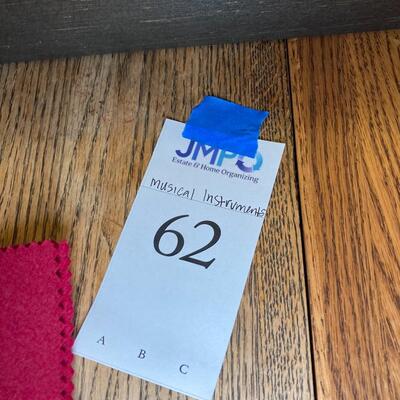 JMPO
Estate & Home Organizing
Musical Instruments
62
A B C